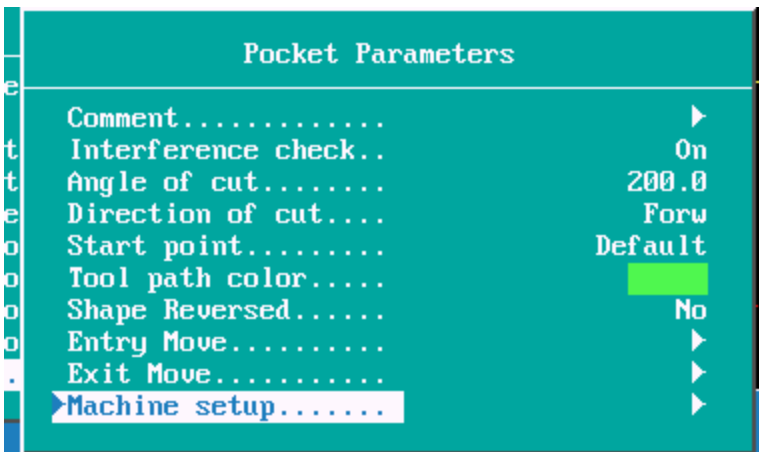 Pocket Parameters
Comment............. ▶
Interference check.. On
Angle of cut........ 200.0
Direction of cut.... Forw
Start point......... Default
Tool path color.....
Shape Reversed...... No
Entry Move.......... ▶
Exit Move........... ▶
▶Machine setup....... ▶